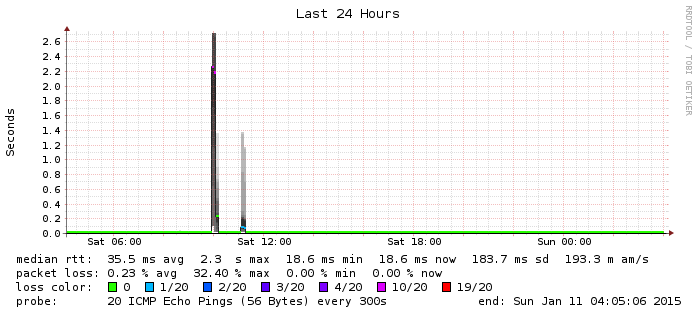 Last 24 Hours
RRDTOOL / TOBI OETIKER
Seconds
2.6
2.4
2.2
2.0
1.8
1.6
1.4
1.2
1.0
0.8
0.6
0.4
0.2
0.0
Sat 06:00 Sat 12:00 Sat 18:00 Sun 00:00
median rtt: 35.5 ms avg 2.3 s max 18.6 ms min 18.6 ms now 183.7 ms sd 193.3 m am/s
packet loss: 0.23 % avg 32.40 % max 0.00 % min 0.00 % now
loss color: 0 1/20 2/20 3/20 4/20 10/20 19/20
probe: 20 ICMP Echo Pings (56 Bytes) every 300s end: Sun Jan 11 04:05:06 2015